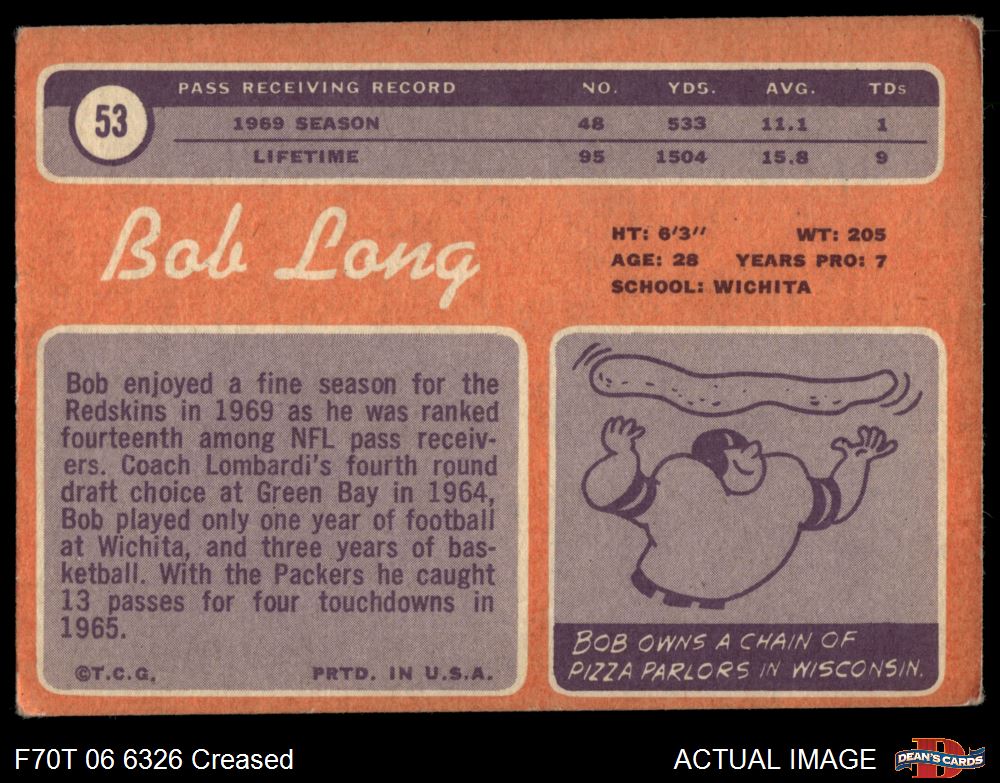 53
PASS RECEIVING RECORD NO. YDS. AVG. TDs
1969 SEASON 48 533 11.1 1
LIFETIME 95 1504 15.8 9
Bob Long
HT: 6'3" WT: 205
AGE: 28 YEARS PRO: 7
SCHOOL: WICHITA
Bob enjoyed a fine season for the
Redskins in 1969 as he was ranked
fourteenth among NFL pass receiv-
ers. Coach Lombardi's fourth round
draft choice at Green Bay in 1964,
Bob played only one year of football
at Wichita, and three years of bas-
ketball. With the Packers he caught
13 passes for four touchdowns in
1965.
©T.C.G. PRTD. IN U.S.A.
BOB OWNS A CHAIN OF
PIZZA PARLORS IN WISCONSIN.
F70T 06 6326 Creased
ACTUAL IMAGE
D
DEAN'S CARDS